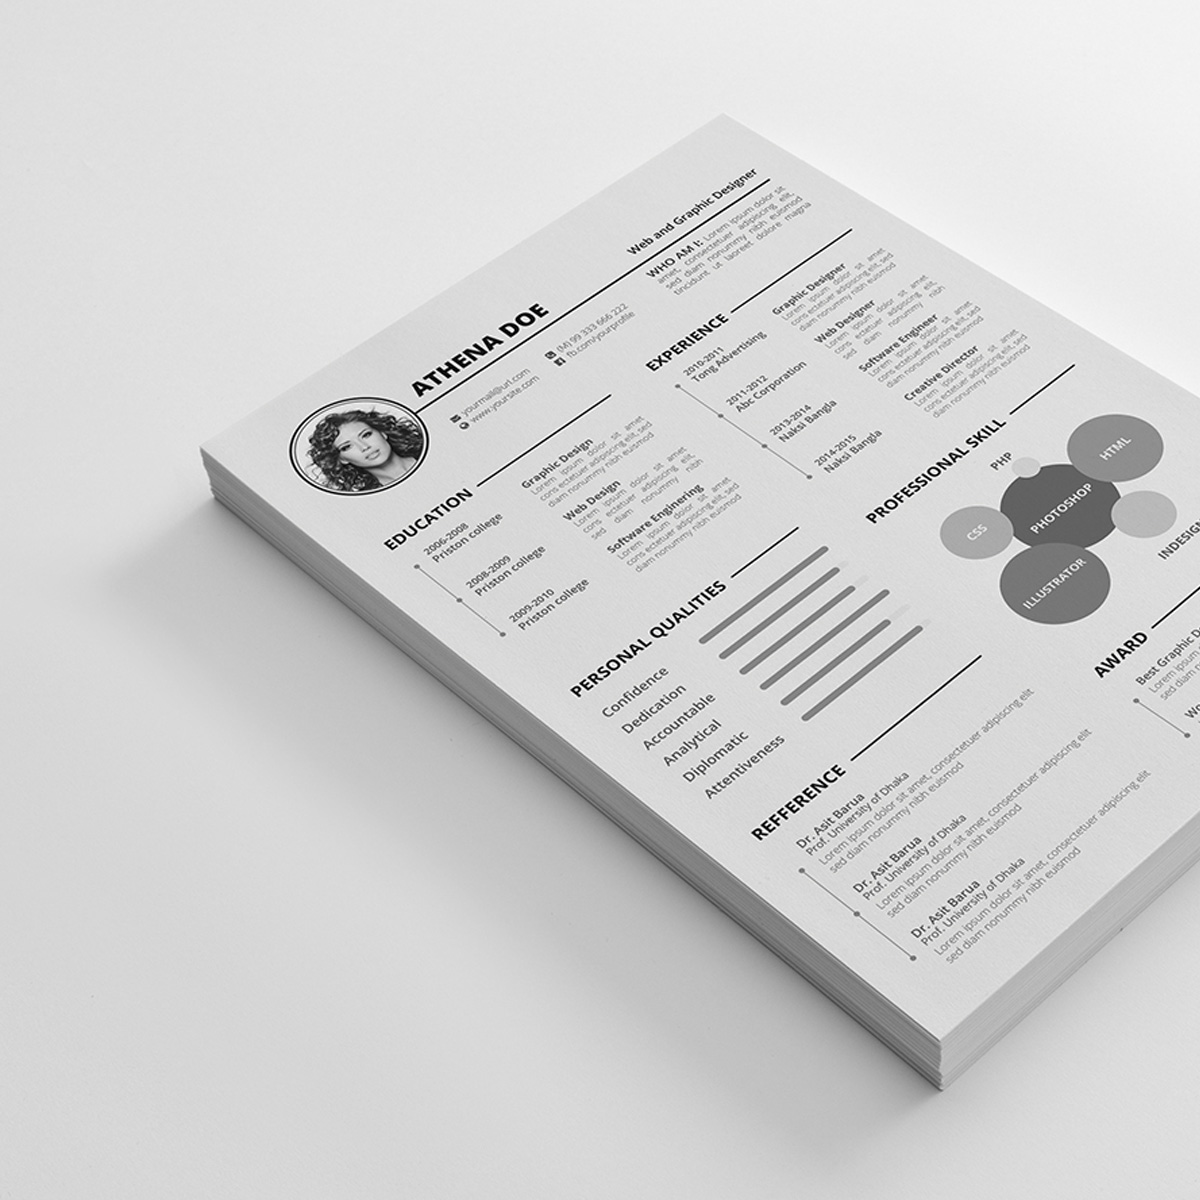 ATHENA DOE
Web and Graphic Designer
yourmail@url.com
www.yoursite.com
(M) 99 333 666 222
fb.com/yourprofile
WHO AM I: Lorem ipsum dolor sit
amet, consectetuer adipiscing elit,
sed diam nonummy nibh euismod
tincidunt ut laoreet dolore magna
EDUCATION
2006-2008
Priston college
Graphic Design
Lorem ipsum dolor sit amet
cons ectetuer adipiscing elit, sed
diam nonummy nibh euismod
2008-2009
Priston college
Web Design
Lorem ipsum dolor sit amet
cons ectetuer adipiscing elit,
sed diam nonummy nibh
2009-2010
Priston college
Software Enginering
Lorem ipsum dolor sit amet
cons ectetuer adipiscing elit, sed
diam nonummy nibh euismod
EXPERIENCE
2010-2011
Tong Advertising
Graphic Designer
Lorem ipsum dolor sit amet
cons ectetuer adipiscing elit, sed
diam nonummy nibh euismod
2011-2012
Abc Corporation
Web Designer
Lorem ipsum dolor sit amet
cons ectetuer adipiscing elit,
sed diam nonummy nibh
2013-2014
Naksi Bangla
Software Engineer
Lorem ipsum dolor sit amet
cons ectetuer adipiscing elit, sed
diam nonummy nibh euismod
2014-2015
Naksi Bangla
Creative Director
Lorem ipsum dolor sit amet
cons ectetuer adipiscing elit, sed
diam nonummy nibh euismod
PERSONAL QUALITIES
Confidence
Dedication
Accountable
Analytical
Diplomatic
Attentiveness
PROFESSIONAL SKILL
PHP
HTML
CSS
PHOTOSHOP
ILLUSTRATOR
INDESIG
REFFERENCE
Dr. Asit Barua
Prof. University of Dhaka
Lorem ipsum dolor sit amet, consectetuer adipiscing elit
sed diam nonummy nibh euismod
Dr. Asit Barua
Prof. University of Dhaka
Lorem ipsum dolor sit amet, consectetuer adipiscing elit
sed diam nonummy nibh euismod
Dr. Asit Barua
Prof. University of Dhaka
Lorem ipsum dolor sit amet, consectetuer adipiscing elit
sed diam nonummy nibh euismod
AWARD
Best Graphic D
Lorem ipsum
sed diam